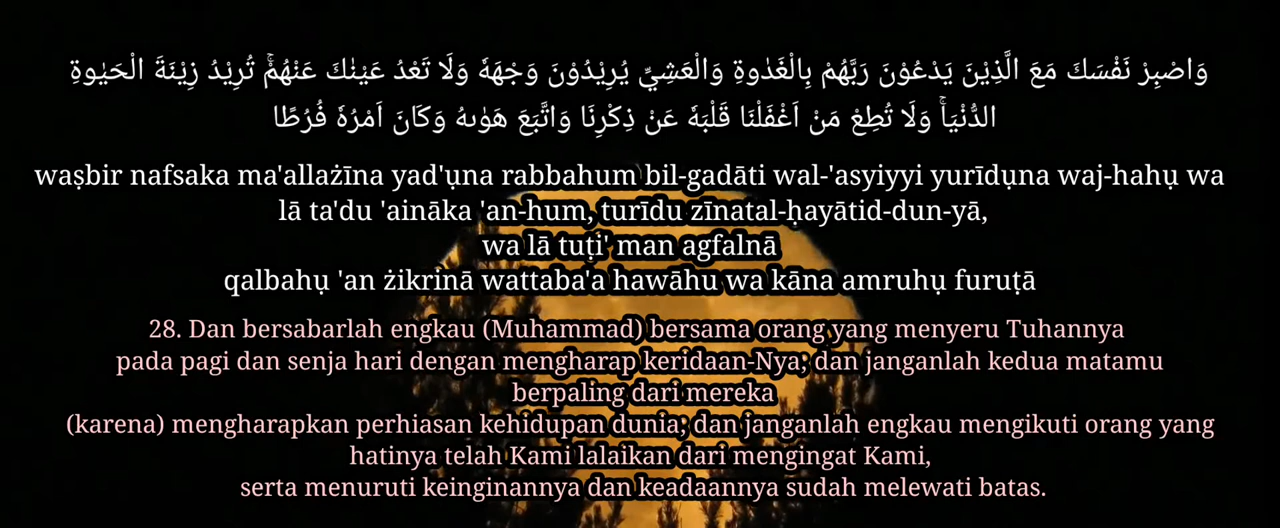 وَاصْبِرْ نَفْسَكَ مَعَ الَّذِيْنَ يَدْعُوْنَ رَبَّهُمْ بِالْغَدٰوةِ وَالْعَشِيِّ يُرِيْدُوْنَ وَجْهَهٗ وَلَا تَعْدُ عَيْنٰكَ عَنْهُمْۚ تُرِيْدُ زِيْنَةَ الْحَيٰوةِ
الدُّنْيَاۚ وَلَا تُطِعْ مَنْ اَغْفَلْنَا قَلْبَهٗ عَنْ ذِكْرِنَا وَاتَّبَعَ هَوٰىهُ وَكَانَ اَمْرُهٗ فُرُطًا
waṣbir nafsaka ma'allażīna yad'ụna rabbahum bil-gadāti wal-'asyiyyi yurīdụna waj-hahụ wa
lā ta'du 'aināka 'an-hum, turīdu zīnatal-ḥayātid-dun-yā,
wa lā tuṭi' man agfalnā
qalbahụ 'an żikrinā wattaba'a hawāhu wa kāna amruhụ furuṭā
28. Dan bersabarlah engkau (Muhammad) bersama orang yang menyeru Tuhannya
pada pagi dan senja hari dengan mengharap keridaan-Nya; dan janganlah kedua matamu
berpaling dari mereka
(karena) mengharapkan perhiasan kehidupan dunia; dan janganlah engkau mengikuti orang yang
hatinya telah Kami lalaikan dari mengingat Kami,
serta menuruti keinginannya dan keadaannya sudah melewati batas.